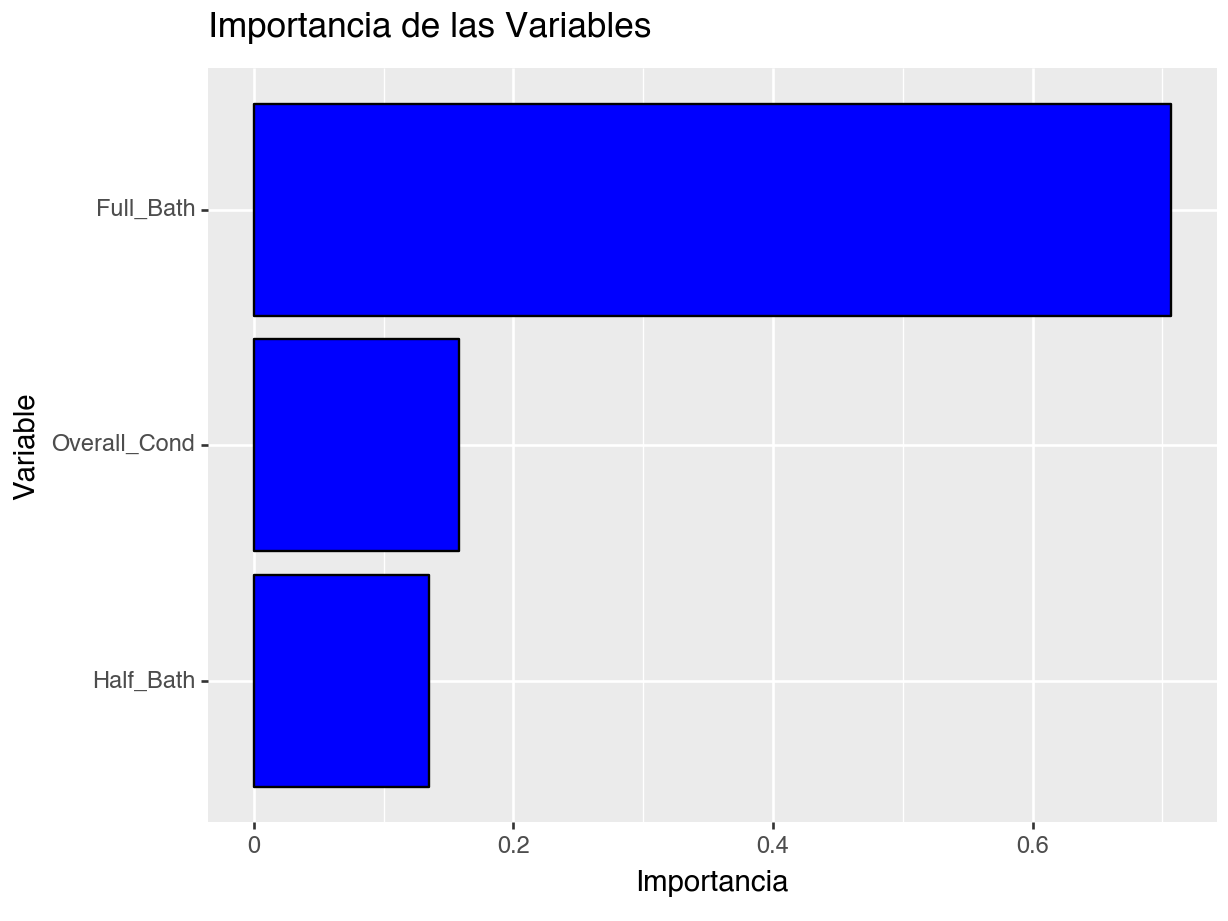 Importancia de las Variables
Full_Bath
Overall_Cond
Half_Bath
Variable
0
0.2
0.4
0.6
Importancia